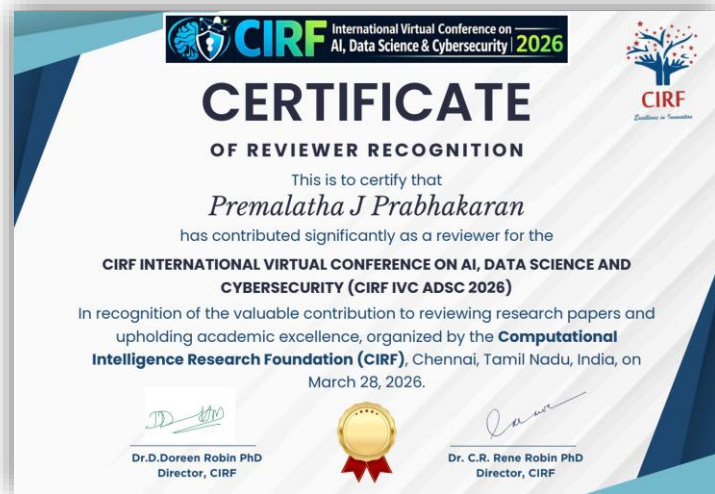 CIRF International Virtual Conference on
AI, Data Science & Cybersecurity 2026
CIRF
Excellence in Innovation
CERTIFICATE
OF REVIEWER RECOGNITION
This is to certify that
Premalatha J Prabhakaran
has contributed significantly as a reviewer for the
CIRF INTERNATIONAL VIRTUAL CONFERENCE ON AI, DATA SCIENCE AND
CYBERSECURITY (CIRF IVC ADSC 2026)
In recognition of the valuable contribution to reviewing research papers and
upholding academic excellence, organized by the Computational
Intelligence Research Foundation (CIRF), Chennai, Tamil Nadu, India, on
March 28, 2026.
Dr.D.Doreen Robin PhD
Director, CIRF
Dr. C.R. Rene Robin PhD
Director, CIRF